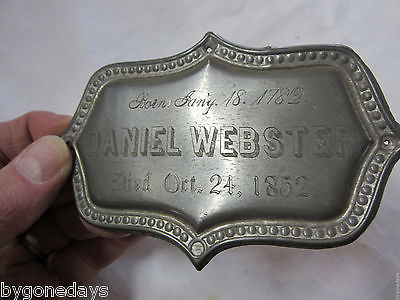 Born Jany. 18. 1782.
DANIEL WEBSTER
Died Oct. 24, 1852
bygonedays